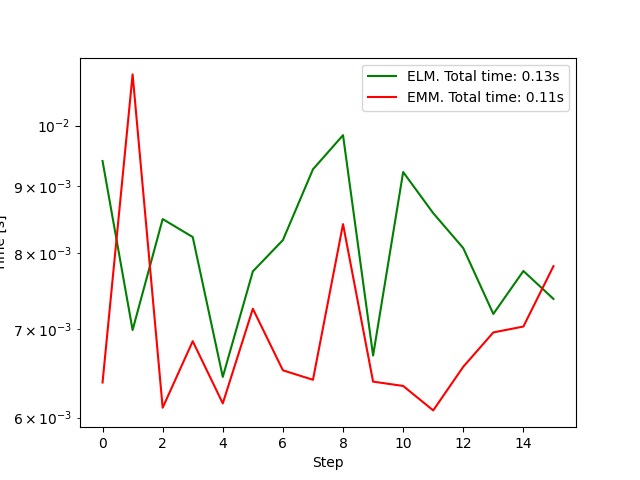 ELM. Total time: 0.13s
EMM. Total time: 0.11s
10⁻²
9 × 10⁻³
8 × 10⁻³
7 × 10⁻³
6 × 10⁻³
0 2 4 6 8 10 12 14
Step